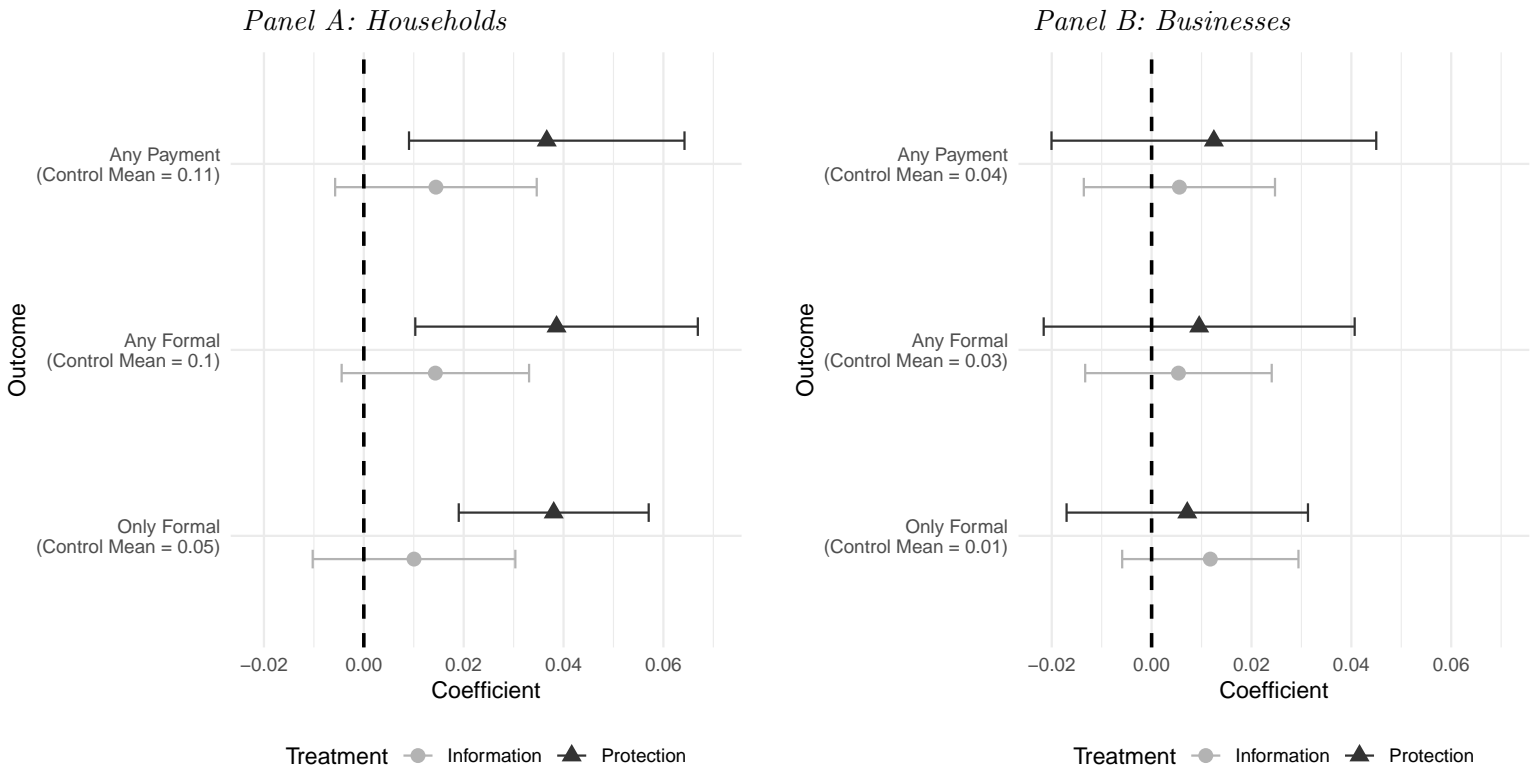 Panel A: Households
Outcome
Any Payment
(Control Mean = 0.11)
Any Formal
(Control Mean = 0.1)
Only Formal
(Control Mean = 0.05)
−0.02 0.00 0.02 0.04 0.06
Coefficient
Treatment Information Protection
Panel B: Businesses
Outcome
Any Payment
(Control Mean = 0.04)
Any Formal
(Control Mean = 0.03)
Only Formal
(Control Mean = 0.01)
−0.02 0.00 0.02 0.04 0.06
Coefficient
Treatment Information Protection